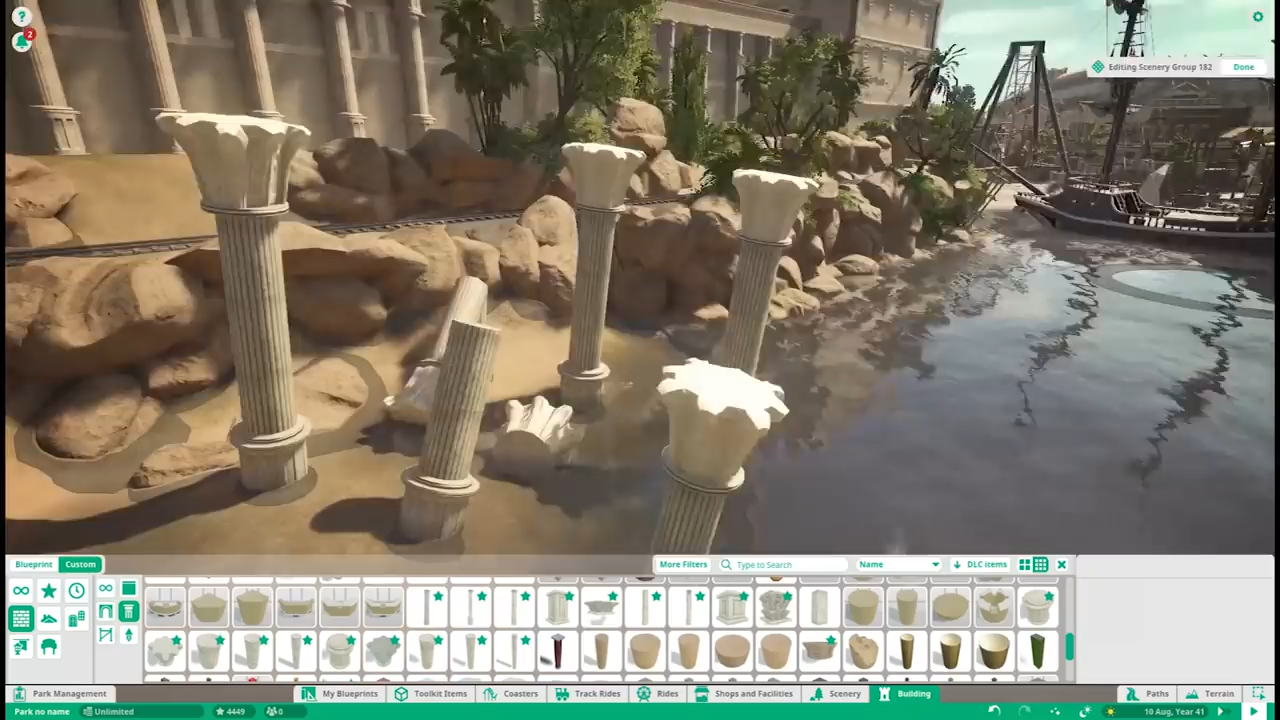 ?
2
Editing Scenery Group 182 Done
Blueprint Custom More Filters Type to Search Name DLC items
Park Management My Blueprints Toolkit Items Coasters Track Rides Rides Shops and Facilities Scenery Building Paths Terrain
Park no name Unlimited 4449 0 10 Aug, Year 41